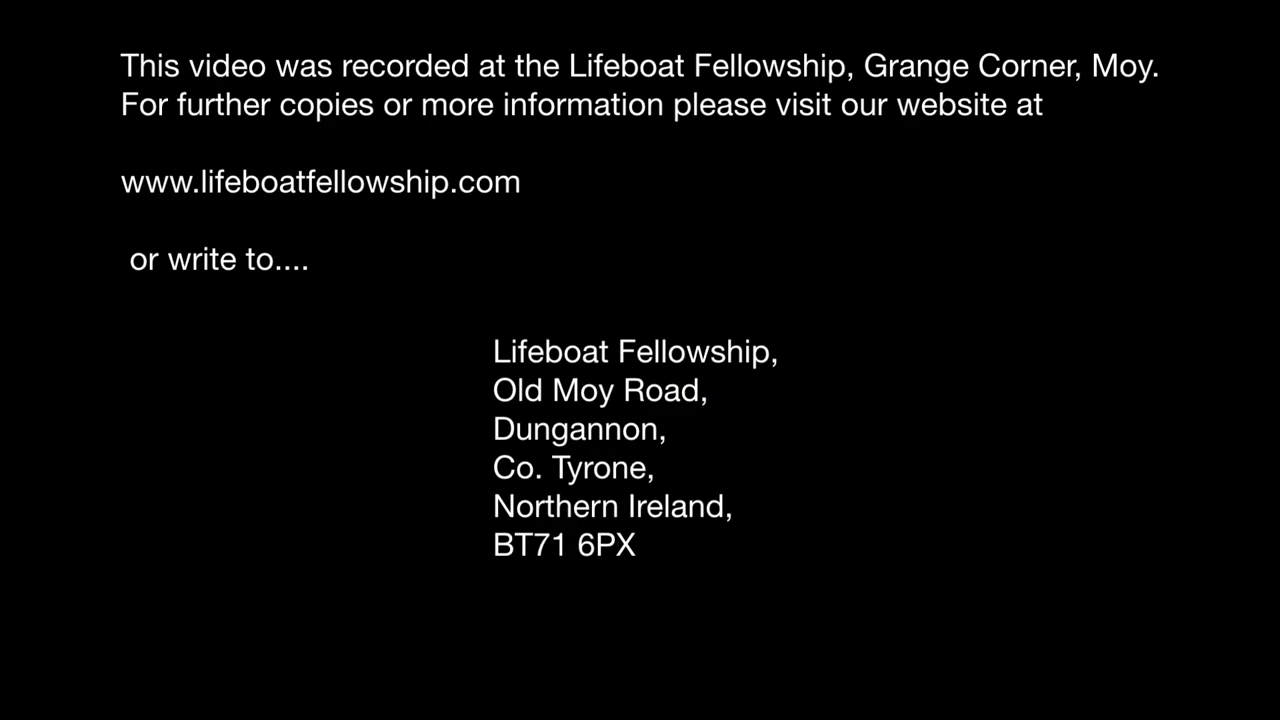 This video was recorded at the Lifeboat Fellowship, Grange Corner, Moy.
For further copies or more information please visit our website at
www.lifeboatfellowship.com
or write to....
Lifeboat Fellowship,
Old Moy Road,
Dungannon,
Co. Tyrone,
Northern Ireland,
BT71 6PX